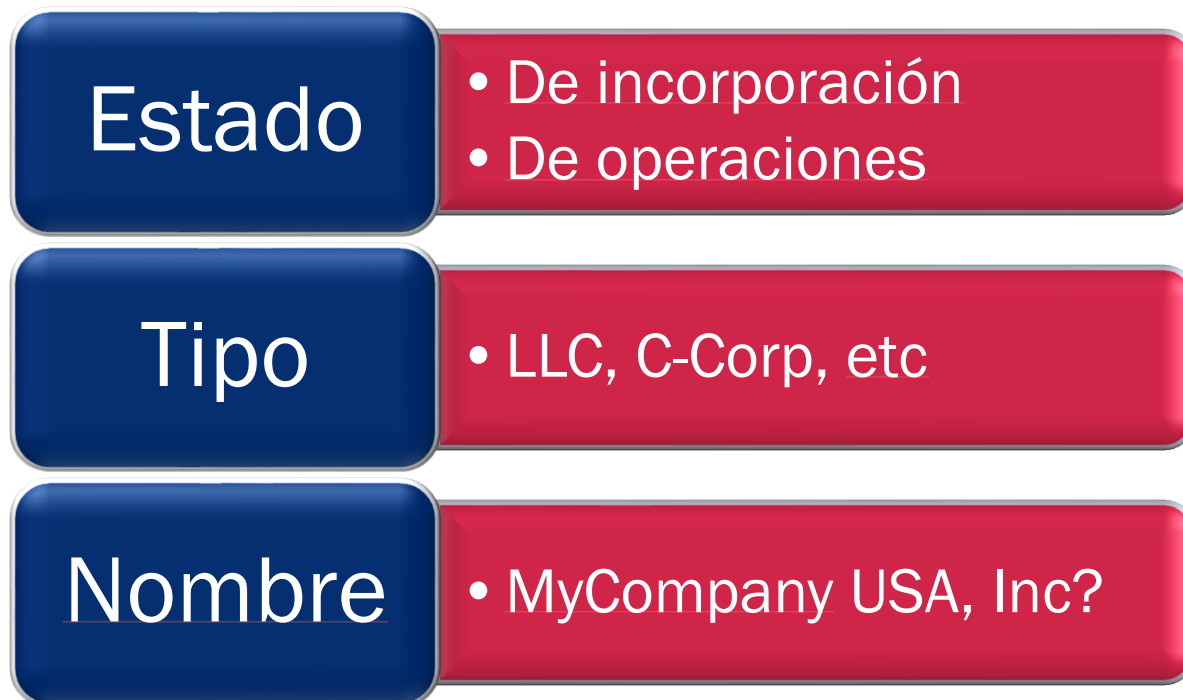 Estado
• De incorporación
• De operaciones
Tipo
• LLC, C-Corp, etc
Nombre
• MyCompany USA, Inc?